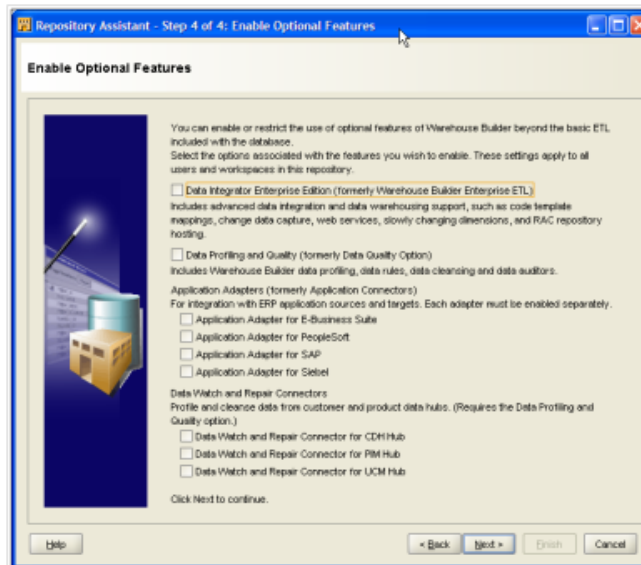 Repository Assistant - Step 4 of 4: Enable Optional Features
Enable Optional Features
You can enable or restrict the use of optional features of Warehouse Builder beyond the basic ETL
included with the database.
Select the options associated with the features you wish to enable. These settings apply to all
users and workspaces in this repository.
Data Integrator Enterprise Edition (formerly Warehouse Builder Enterprise ETL)
Includes advanced data integration and data warehousing support, such as code template
mappings, change data capture, web services, slowly changing dimensions, and RAC repository
hosting.
Data Profiling and Quality (formerly Data Quality Option)
Includes Warehouse Builder data profiling, data rules, data cleansing and data auditors.
Application Adapters (formerly Application Connectors)
For integration with ERP application sources and targets. Each adapter must be enabled separately.
Application Adapter for E-Business Suite
Application Adapter for PeopleSoft
Application Adapter for SAP
Application Adapter for Siebel
Data Watch and Repair Connectors
Profile and cleanse data from customer and product data hubs. (Requires the Data Profiling and
Quality option.)
Data Watch and Repair Connector for CDH Hub
Data Watch and Repair Connector for PIM Hub
Data Watch and Repair Connector for UCM Hub
Click Next to continue.
Help
< Back
Next >
Finish
Cancel